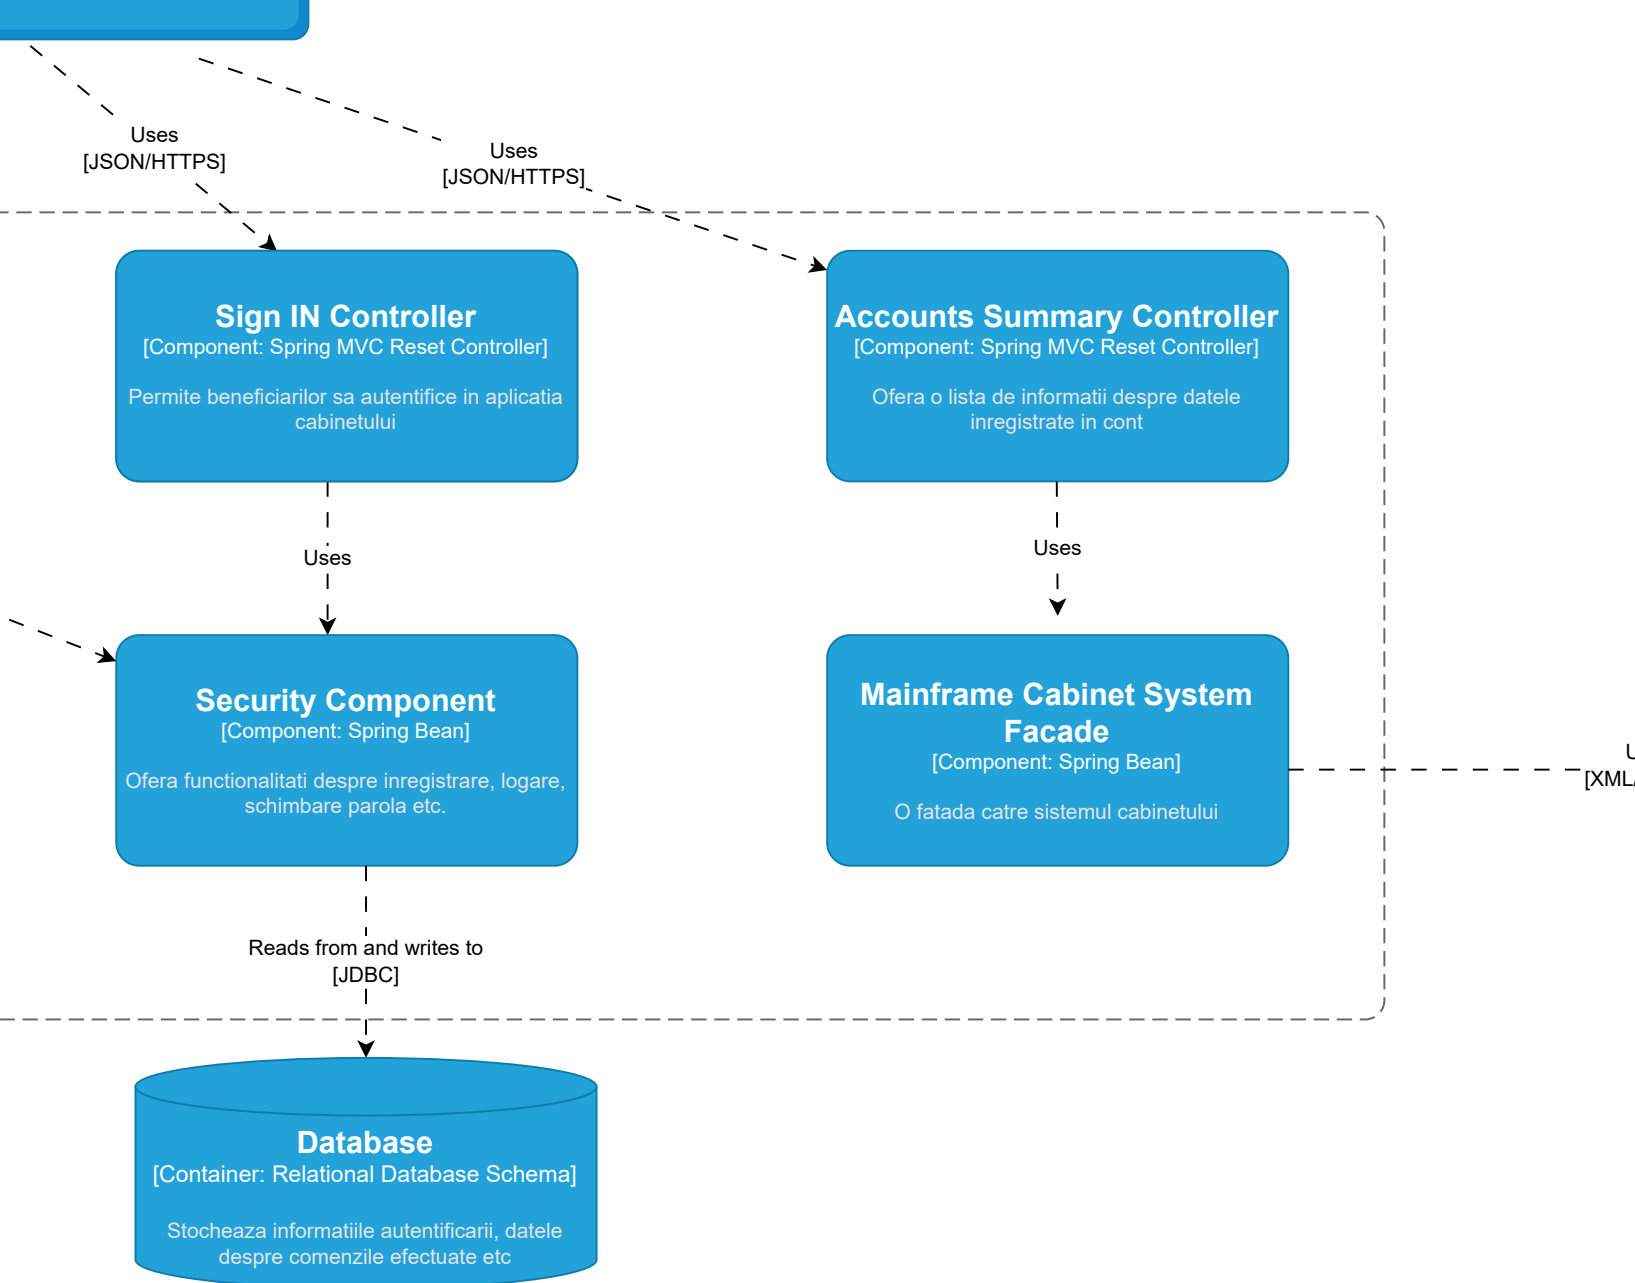 Uses
[JSON/HTTPS]
Uses
[JSON/HTTPS]
Sign IN Controller
[Component: Spring MVC Reset Controller]
Permite beneficiarilor sa autentifice in aplicatia
cabinetului
Accounts Summary Controller
[Component: Spring MVC Reset Controller]
Ofera o lista de informatii despre datele
inregistrate in cont
Uses
Uses
Security Component
[Component: Spring Bean]
Ofera functionalitati despre inregistrare, logare,
schimbare parola etc.
Mainframe Cabinet System
Facade
[Component: Spring Bean]
O fatada catre sistemul cabinetului
[XML/
Reads from and writes to
[JDBC]
Database
[Container: Relational Database Schema]
Stocheaza informatiile autentificarii, datele
despre comenzile efectuate etc